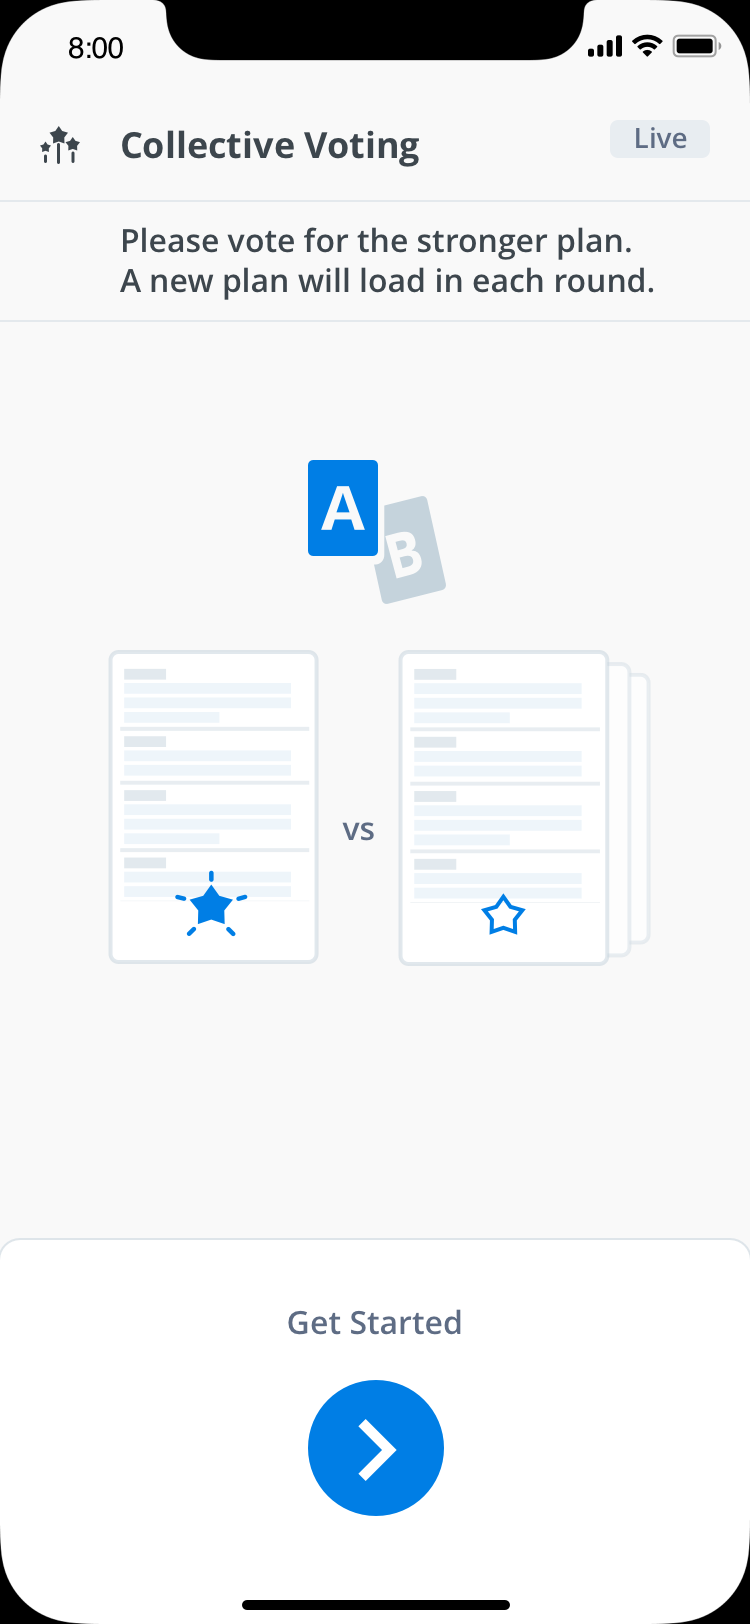 8:00
Collective Voting
Live
Please vote for the stronger plan.
A new plan will load in each round.
A
B
vs
Get Started